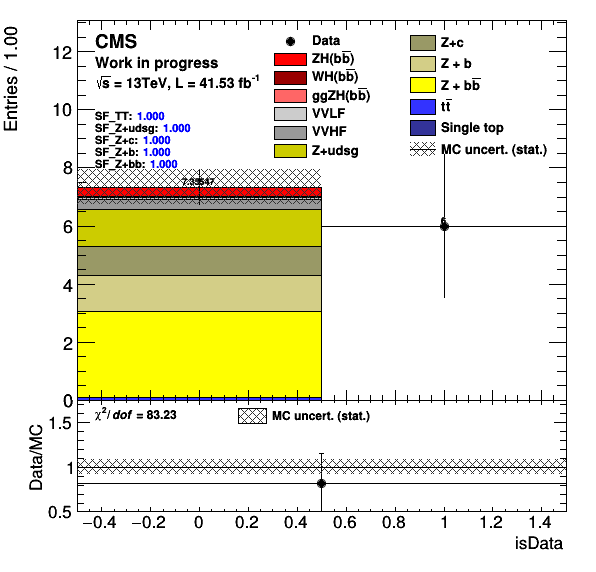 Entries / 1.00
12
10
8
6
4
2
0
CMS
Work in progress
√s = 13TeV, L = 41.53 fb⁻¹
SF_TT: 1.000
SF_Z+udsg: 1.000
SF_Z+c: 1.000
SF_Z+b: 1.000
SF_Z+bb: 1.000
Data
ZH(bb̅)
WH(bb̅)
ggZH(bb̅)
VVLF
VVHF
Z+udsg
Z+c
Z + b
Z + bb̅
tt̅
Single top
MC uncert. (stat.)
6
Data/MC
1.5
1
0.5
χ²/dof = 83.23
MC uncert. (stat.)
−0.4 −0.2 0 0.2 0.4 0.6 0.8 1 1.2 1.4
isData